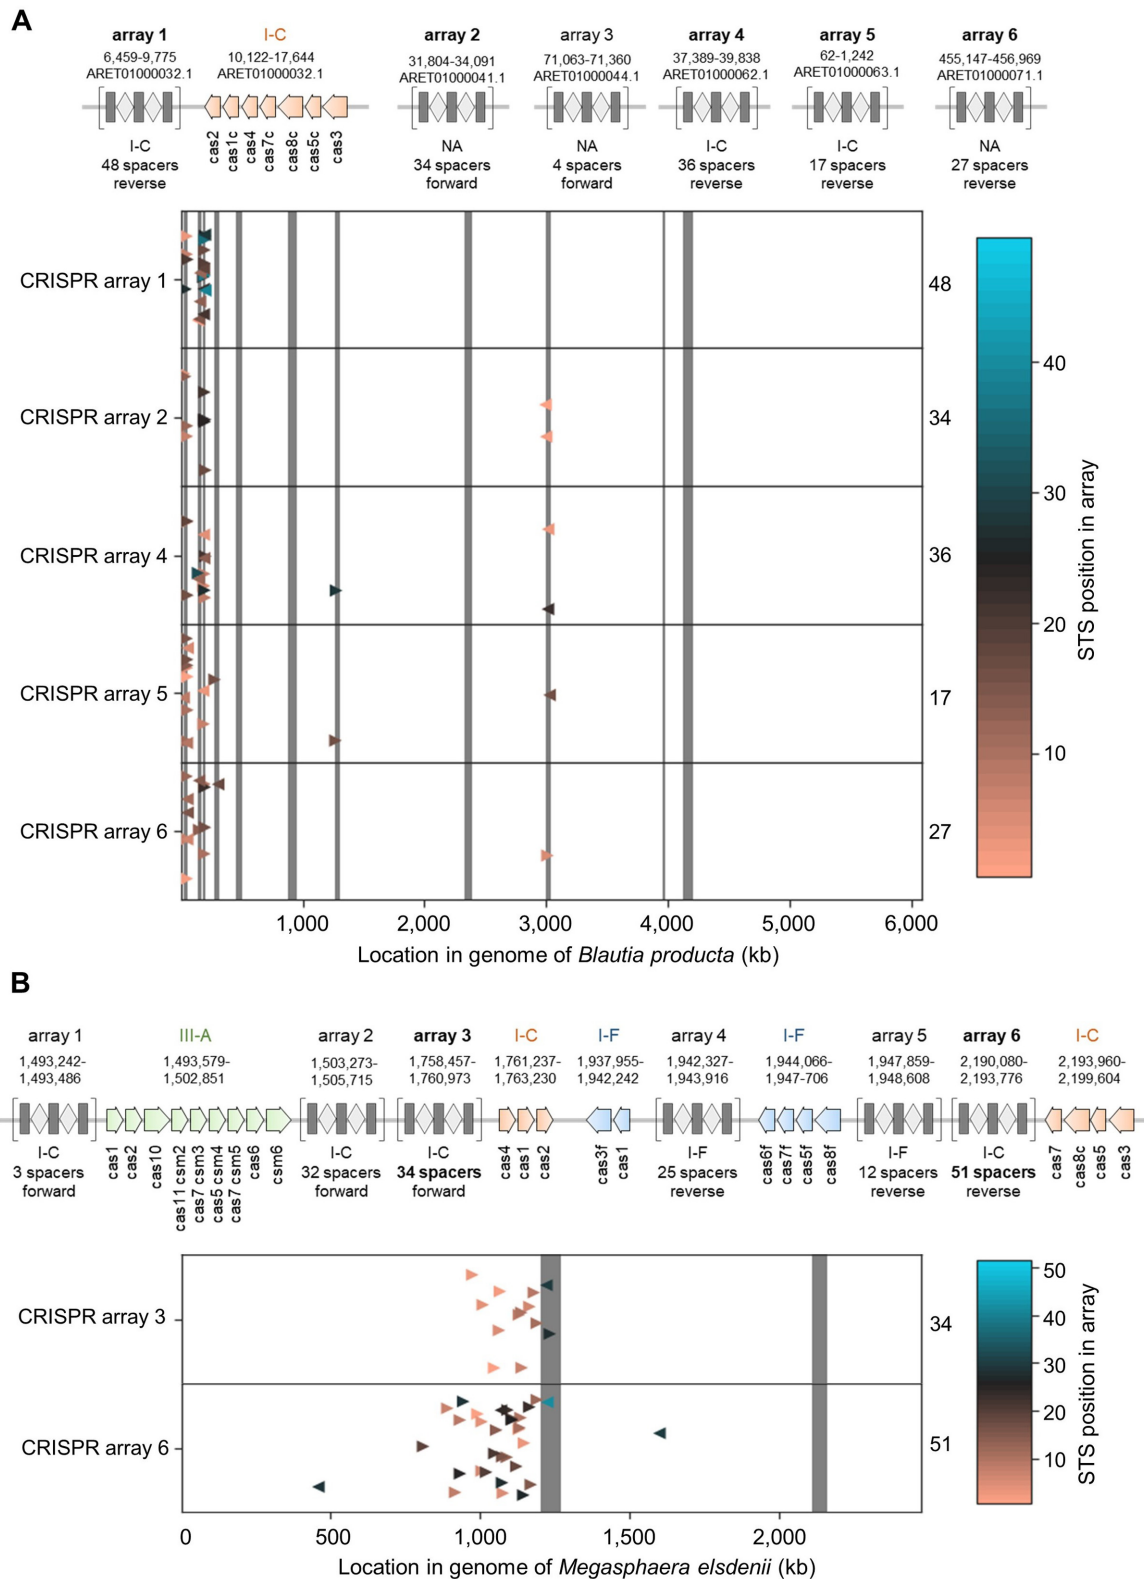 A
array 1
6,459-9,775
ARET01000032.1
I-C
48 spacers
reverse
I-C
10,122-17,644
ARET01000032.1
cas2
cas1c
cas4
cas7c
cas8c
cas5c
cas3
array 2
31,804-34,091
ARET01000041.1
NA
34 spacers
forward
array 3
71,063-71,360
ARET01000044.1
NA
4 spacers
forward
array 4
37,389-39,838
ARET01000062.1
I-C
36 spacers
reverse
array 5
62-1,242
ARET01000063.1
I-C
17 spacers
reverse
array 6
455,147-456,969
ARET01000071.1
NA
27 spacers
reverse
CRISPR array 1
48
CRISPR array 2
34
CRISPR array 4
36
CRISPR array 5
17
CRISPR array 6
27
1,000
2,000
3,000
4,000
5,000
6,000
Location in genome of Blautia producta (kb)
40
30
20
10
STS position in array
B
array 1
1,493,242-
1,493,486
I-C
3 spacers
forward
III-A
1,493,579-
1,502,851
cas1
cas2
cas10
cas11 csm2
cas7 csm3
cas5 csm4
cas7 csm5
cas6
csm6
array 2
1,503,273-
1,505,715
I-C
32 spacers
forward
array 3
1,758,457-
1,760,973
I-C
34 spacers
forward
I-C
1,761,237-
1,763,230
cas4
cas1
cas2
I-F
1,937,955-
1,942,242
cas3f
cas1
array 4
1,942,327-
1,943,916
I-F
25 spacers
reverse
I-F
1,944,066-
1,947-706
cas6f
cas7f
cas5f
cas8f
array 5
1,947,859-
1,948,608
I-F
12 spacers
reverse
array 6
2,190,080-
2,193,776
I-C
51 spacers
reverse
I-C
2,193,960-
2,199,604
cas7
cas8c
cas5
cas3
CRISPR array 3
34
CRISPR array 6
51
0
500
1,000
1,500
2,000
Location in genome of Megasphaera elsdenii (kb)
50
40
30
20
10
STS position in array